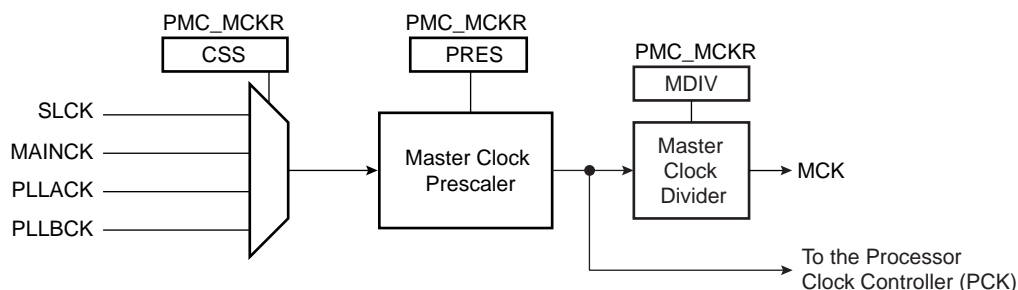 PMC_MCKR
CSS
PMC_MCKR
PRES
PMC_MCKR
MDIV
SLCK
MAINCK
PLLACK
PLLBCK
Master Clock
Prescaler
Master
Clock
Divider
MCK
To the Processor
Clock Controller (PCK)